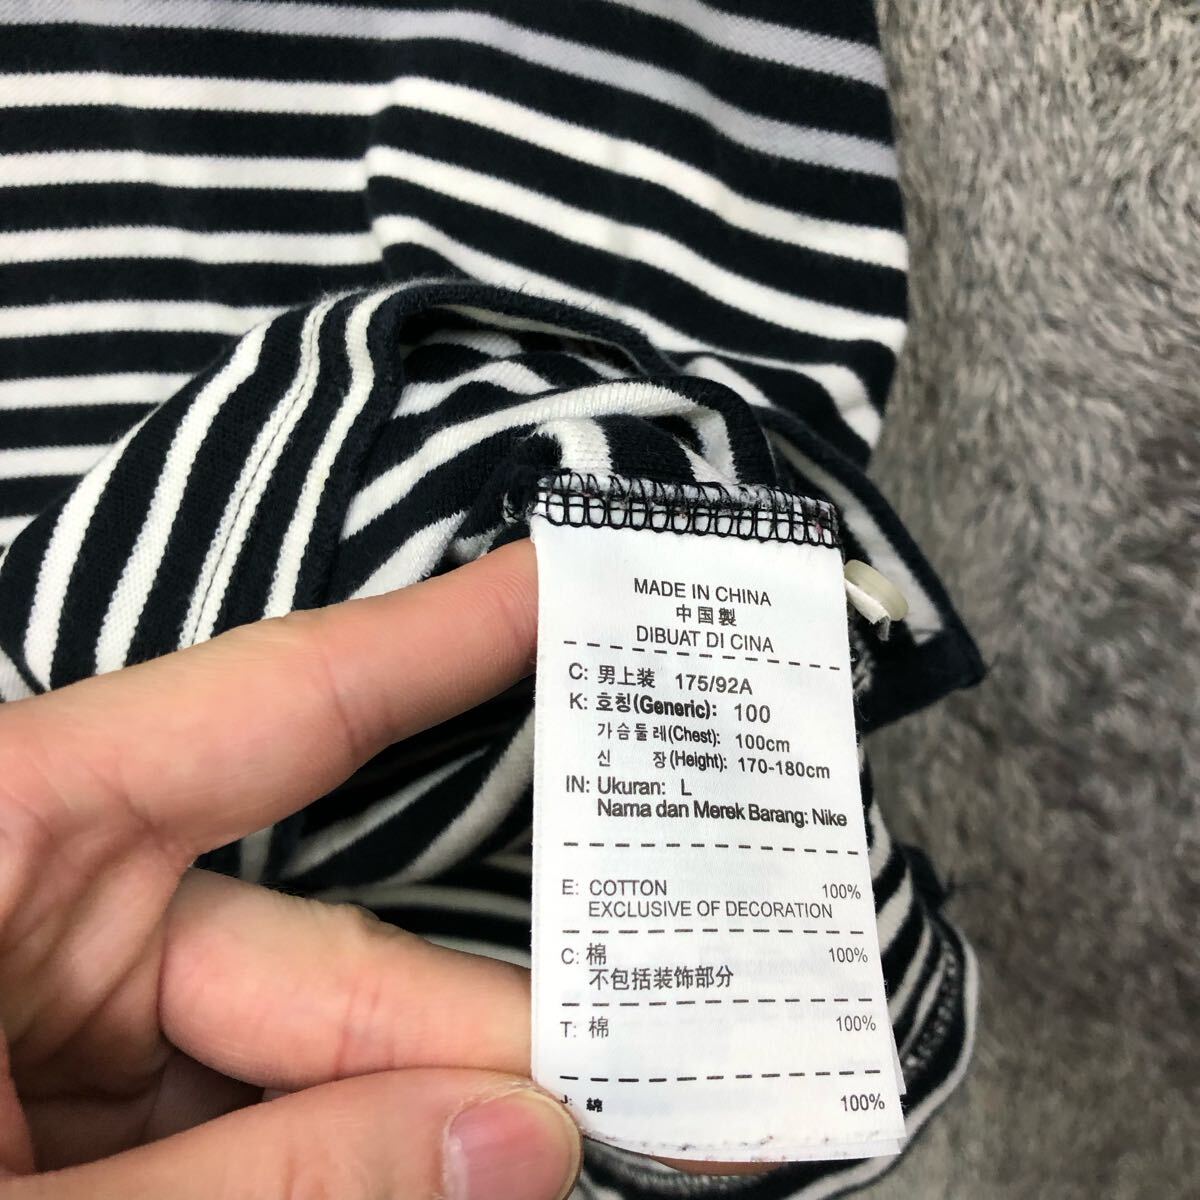 MADE IN CHINA
中国製
DIBUAT DI CINA
C: 男上装 175/92A
K: 호칭(Generic): 100
가슴둘레(Chest): 100cm
신 장(Height): 170-180cm
IN: Ukuran: L
Nama dan Merek Barang: Nike
E: COTTON 100%
EXCLUSIVE OF DECORATION
C: 棉 100%
不包括装饰部分
T: 棉 100%
J: 綿 100%